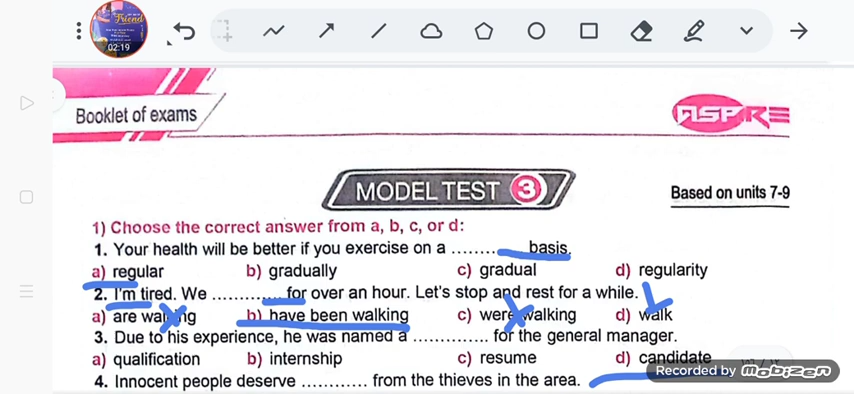 Friend
02:19
Booklet of exams
ASPIRE
MODEL TEST 3
Based on units 7-9
1) Choose the correct answer from a, b, c, or d:
1. Your health will be better if you exercise on a ........ basis.
a) regular b) gradually c) gradual d) regularity
2. I'm tired. We ............ for over an hour. Let's stop and rest for a while.
a) are walking b) have been walking c) were walking d) walk
3. Due to his experience, he was named a ............. for the general manager.
a) qualification b) internship c) resume d) candidate
4. Innocent people deserve ............ from the thieves in the area.
Recorded by mobizen